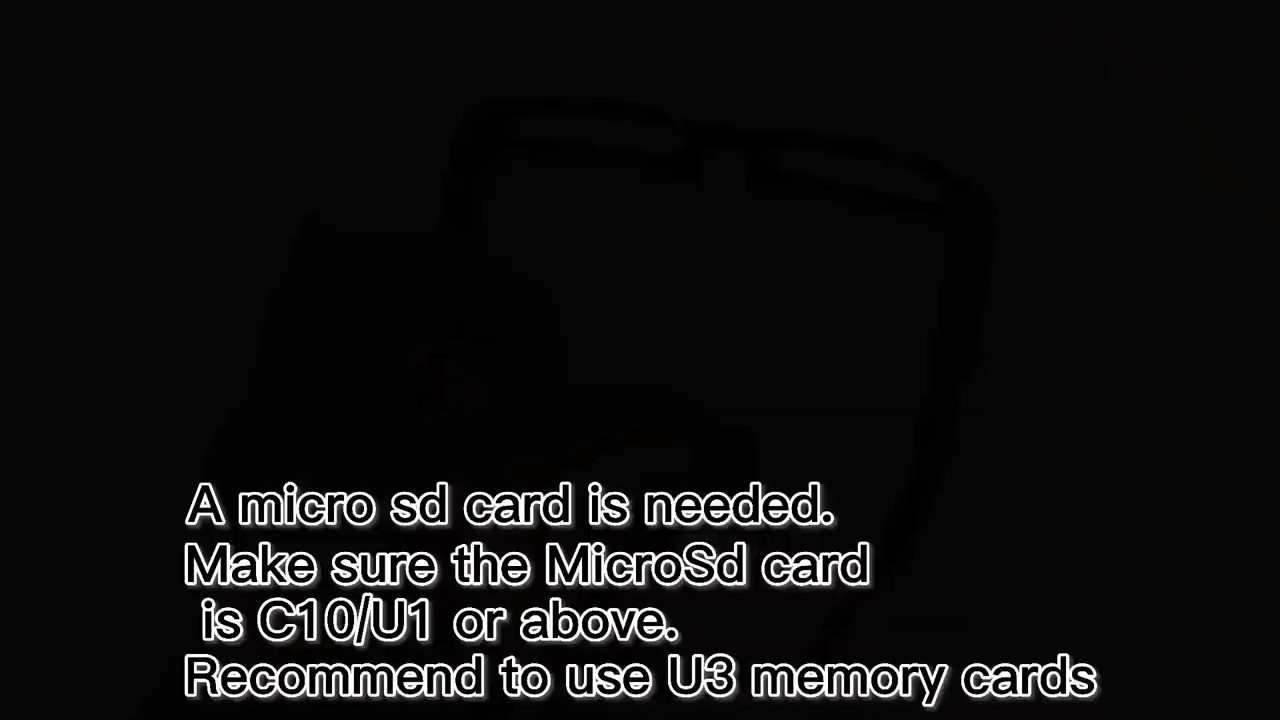 A micro sd card is needed.
Make sure the MicroSd card
is C10/U1 or above.
Recommend to use U3 memory cards